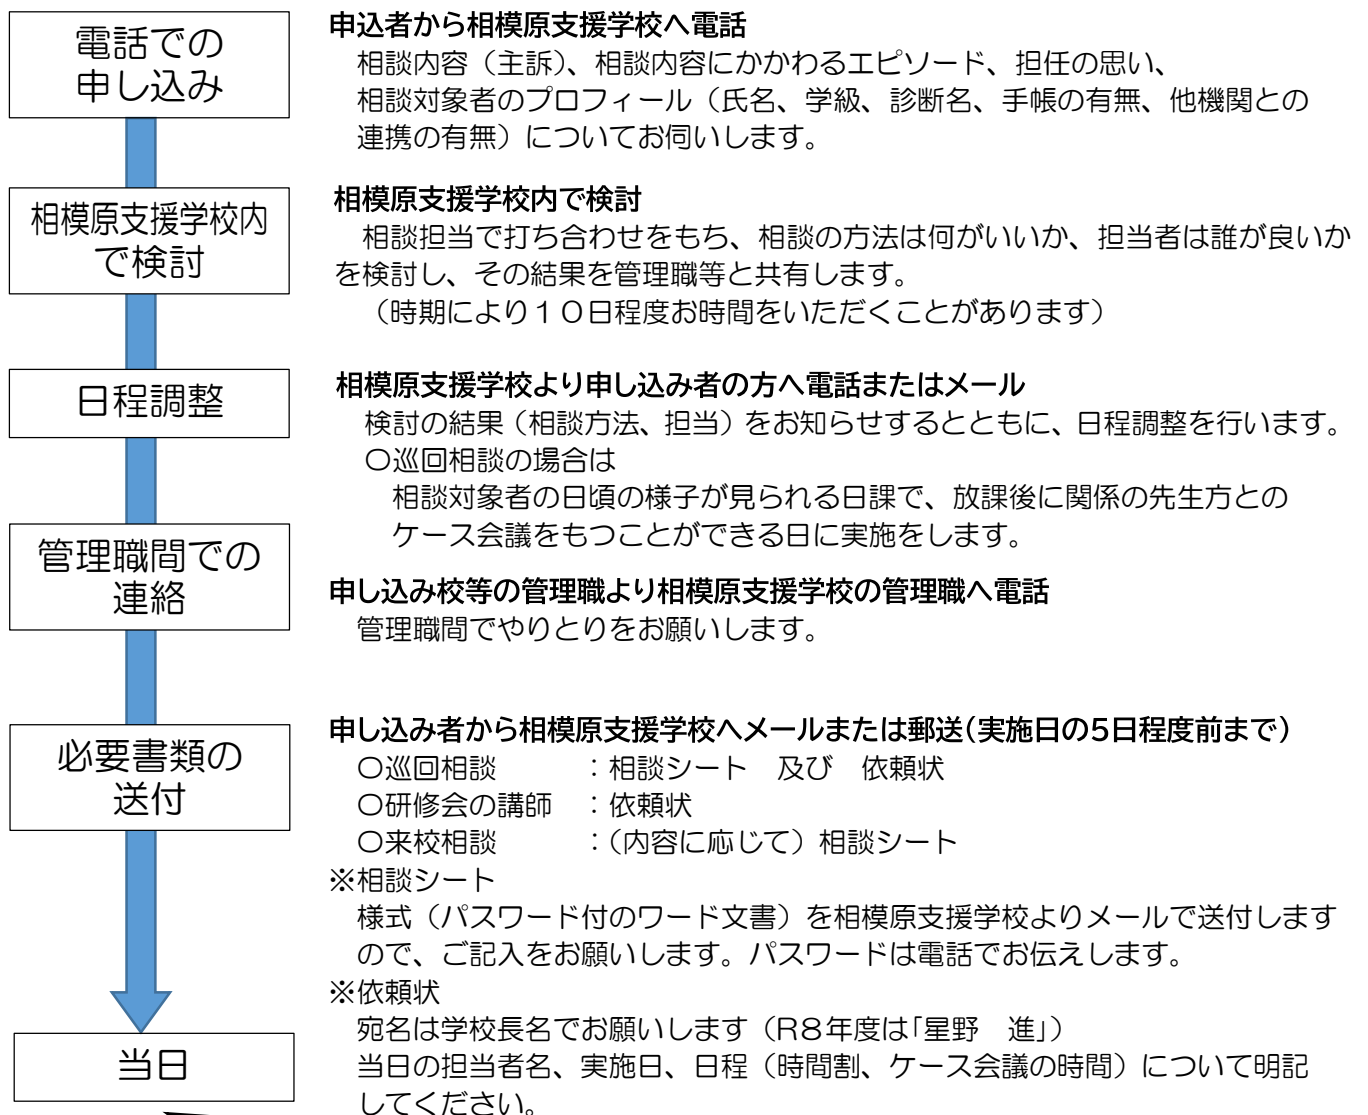 電話での
申し込み
申込者から相模原支援学校へ電話
相談内容（主訴）、相談内容にかかわるエピソード、担任の思い、
相談対象者のプロフィール（氏名、学級、診断名、手帳の有無、他機関との
連携の有無）についてお伺いします。
相模原支援学校内
で検討
相模原支援学校内で検討
相談担当で打ち合わせをもち、相談の方法は何がいいか、担当者は誰が良いか
を検討し、その結果を管理職等と共有します。
（時期により１０日程度お時間をいただくことがあります）
日程調整
相模原支援学校より申し込み者の方へ電話またはメール
検討の結果（相談方法、担当）をお知らせするとともに、日程調整を行います。
〇巡回相談の場合は
相談対象者の日頃の様子が見られる日課で、放課後に関係の先生方との
ケース会議をもつことができる日に実施をします。
管理職間での
連絡
申し込み校等の管理職より相模原支援学校の管理職へ電話
管理職間でやりとりをお願いします。
必要書類の
送付
申し込み者から相模原支援学校へメールまたは郵送（実施日の５日程度前まで）
〇巡回相談　　　：相談シート　及び　依頼状
〇研修会の講師　：依頼状
〇来校相談　　　：（内容に応じて）相談シート
※相談シート
様式（パスワード付のワード文書）を相模原支援学校よりメールで送付します
ので、ご記入をお願いします。パスワードは電話でお伝えします。
※依頼状
宛名は学校長名でお願いします（R８年度は「星野　進」）
当日の担当者名、実施日、日程（時間割、ケース会議の時間）について明記
してください。
当日